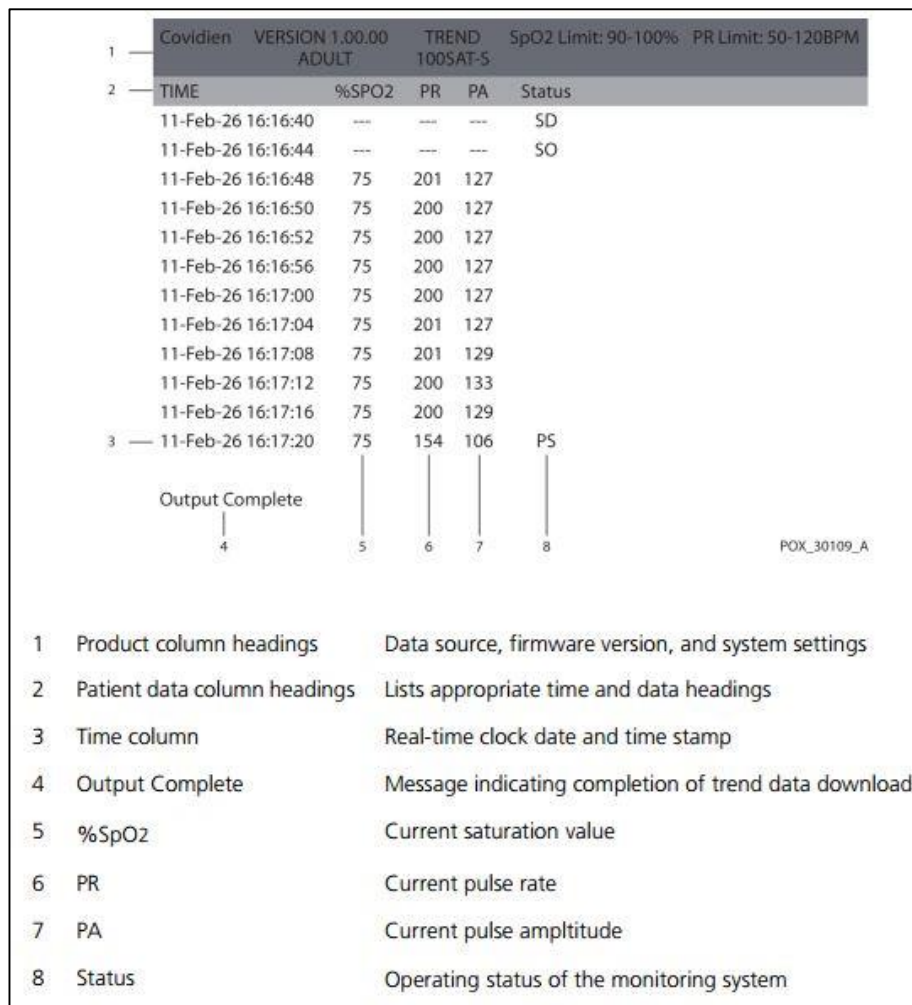 Covidien VERSION 1.00.00 TREND SpO2 Limit: 90-100% PR Limit: 50-120BPM
1 ADULT 100SAT-S
2 TIME %SPO2 PR PA Status
11-Feb-26 16:16:40 --- --- --- SD
11-Feb-26 16:16:44 --- --- --- SO
11-Feb-26 16:16:48 75 201 127
11-Feb-26 16:16:50 75 200 127
11-Feb-26 16:16:52 75 200 127
11-Feb-26 16:16:56 75 200 127
11-Feb-26 16:17:00 75 200 127
11-Feb-26 16:17:04 75 201 127
11-Feb-26 16:17:08 75 201 129
11-Feb-26 16:17:12 75 200 133
11-Feb-26 16:17:16 75 200 129
3 11-Feb-26 16:17:20 75 154 106 PS
Output Complete
4 5 6 7 8 POX_30109_A
1 Product column headings Data source, firmware version, and system settings
2 Patient data column headings Lists appropriate time and data headings
3 Time column Real-time clock date and time stamp
4 Output Complete Message indicating completion of trend data download
5 %SpO2 Current saturation value
6 PR Current pulse rate
7 PA Current pulse ampltitude
8 Status Operating status of the monitoring system